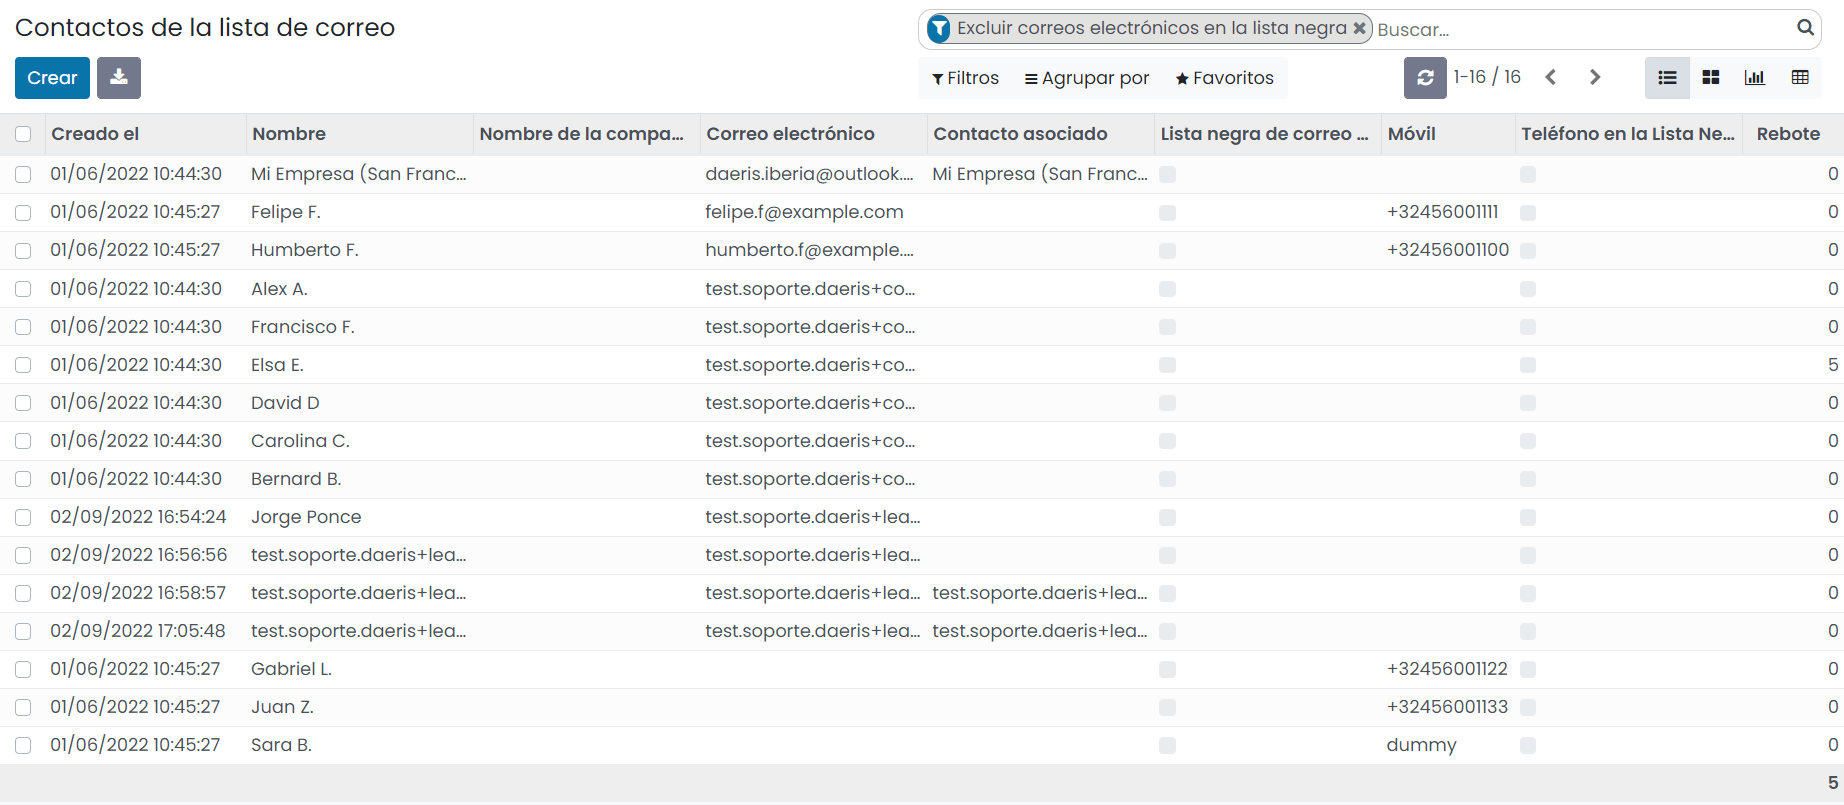 Contactos de la lista de correo
Excluir correos electrónicos en la lista negra Buscar...
Crear
Filtros Agrupar por Favoritos 1-16 / 16
Creado el Nombre Nombre de la compa... Correo electrónico Contacto asociado Lista negra de correo ... Móvil Teléfono en la Lista Ne... Rebote
01/06/2022 10:44:30 Mi Empresa (San Franc... daeris.iberia@outlook.... Mi Empresa (San Franc... 0
01/06/2022 10:45:27 Felipe F. felipe.f@example.com +32456001111 0
01/06/2022 10:45:27 Humberto F. humberto.f@example.... +32456001100 0
01/06/2022 10:44:30 Alex A. test.soporte.daeris+co... 0
01/06/2022 10:44:30 Francisco F. test.soporte.daeris+co... 0
01/06/2022 10:44:30 Elsa E. test.soporte.daeris+co... 5
01/06/2022 10:44:30 David D test.soporte.daeris+co... 0
01/06/2022 10:44:30 Carolina C. test.soporte.daeris+co... 0
01/06/2022 10:44:30 Bernard B. test.soporte.daeris+co... 0
02/09/2022 16:54:24 Jorge Ponce test.soporte.daeris+lea... 0
02/09/2022 16:56:56 test.soporte.daeris+lea... test.soporte.daeris+lea... 0
02/09/2022 16:58:57 test.soporte.daeris+lea... test.soporte.daeris+lea... test.soporte.daeris+lea... 0
02/09/2022 17:05:48 test.soporte.daeris+lea... test.soporte.daeris+lea... test.soporte.daeris+lea... 0
01/06/2022 10:45:27 Gabriel L. +32456001122 0
01/06/2022 10:45:27 Juan Z. +32456001133 0
01/06/2022 10:45:27 Sara B. dummy 0
5